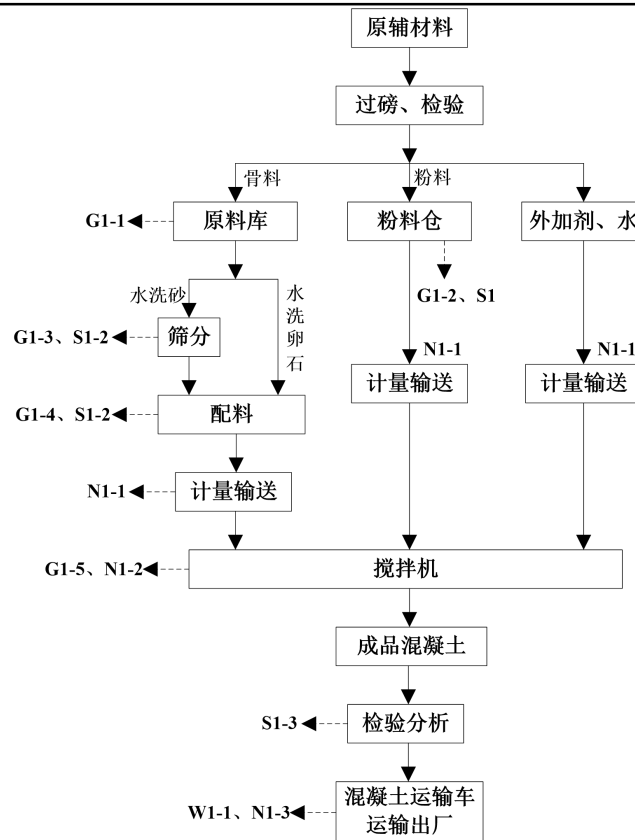 原辅材料
过磅、检验
骨料
粉料
G1-1
原料库
粉料仓
外加剂、水
G1-2、S1
水洗砂
水洗卵石
G1-3、S1-2
筛分
N1-1
N1-1
计量输送
计量输送
G1-4、S1-2
配料
N1-1
计量输送
G1-5、N1-2
搅拌机
成品混凝土
S1-3
检验分析
W1-1、N1-3
混凝土运输车
运输出厂